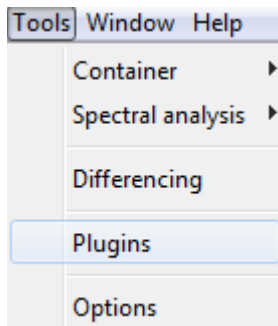 Tools Window Help
Container
Spectral analysis
Differencing
Plugins
Options